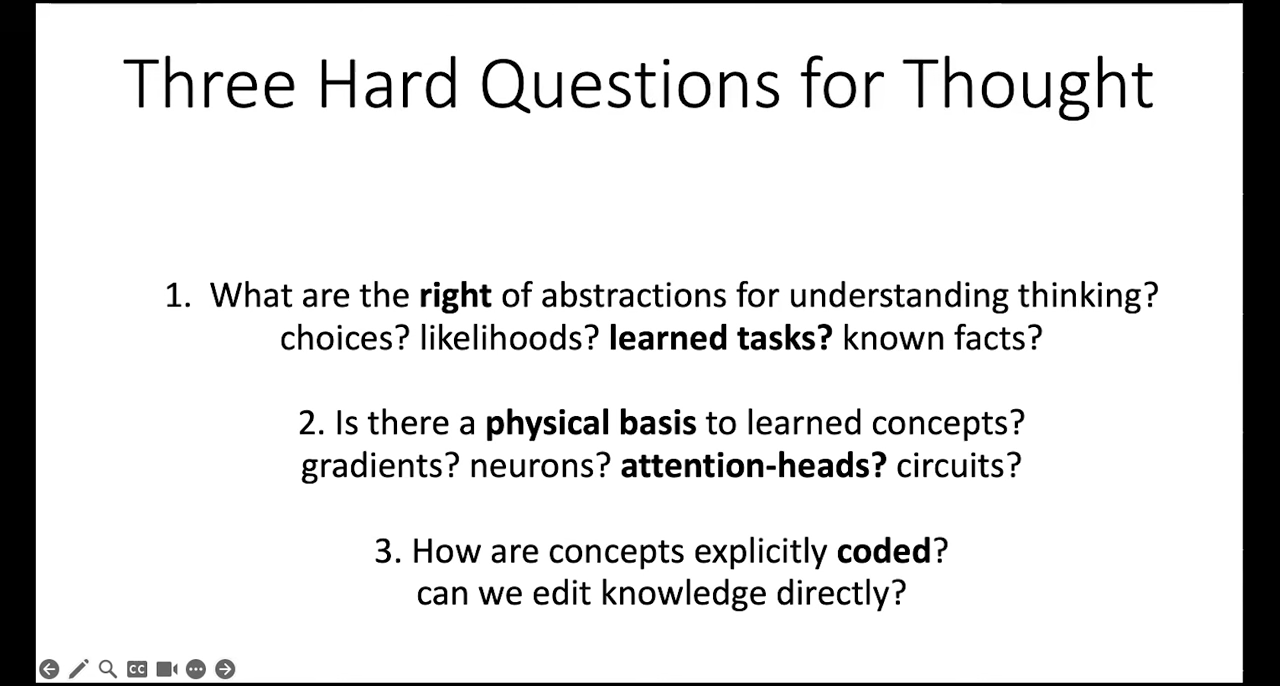 Three Hard Questions for Thought
1. What are the right of abstractions for understanding thinking?
choices? likelihoods? learned tasks? known facts?
2. Is there a physical basis to learned concepts?
gradients? neurons? attention-heads? circuits?
3. How are concepts explicitly coded?
can we edit knowledge directly?
CC